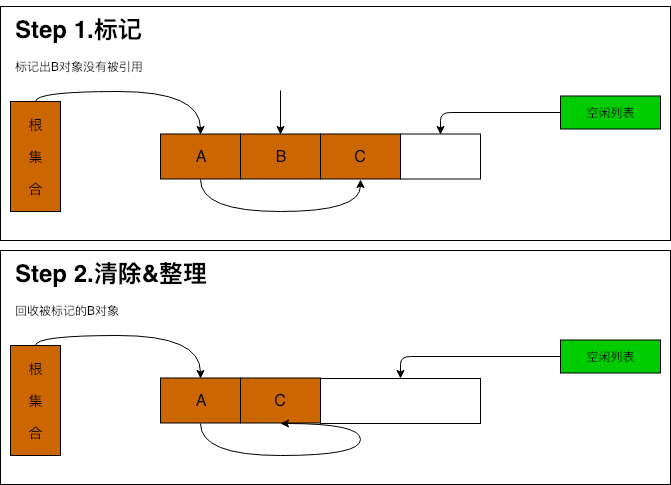 Step 1.标记
标记出B对象没有被引用
根
集
合
A
B
C
空闲列表
Step 2.清除&整理
回收被标记的B对象
根
集
合
A
C
空闲列表